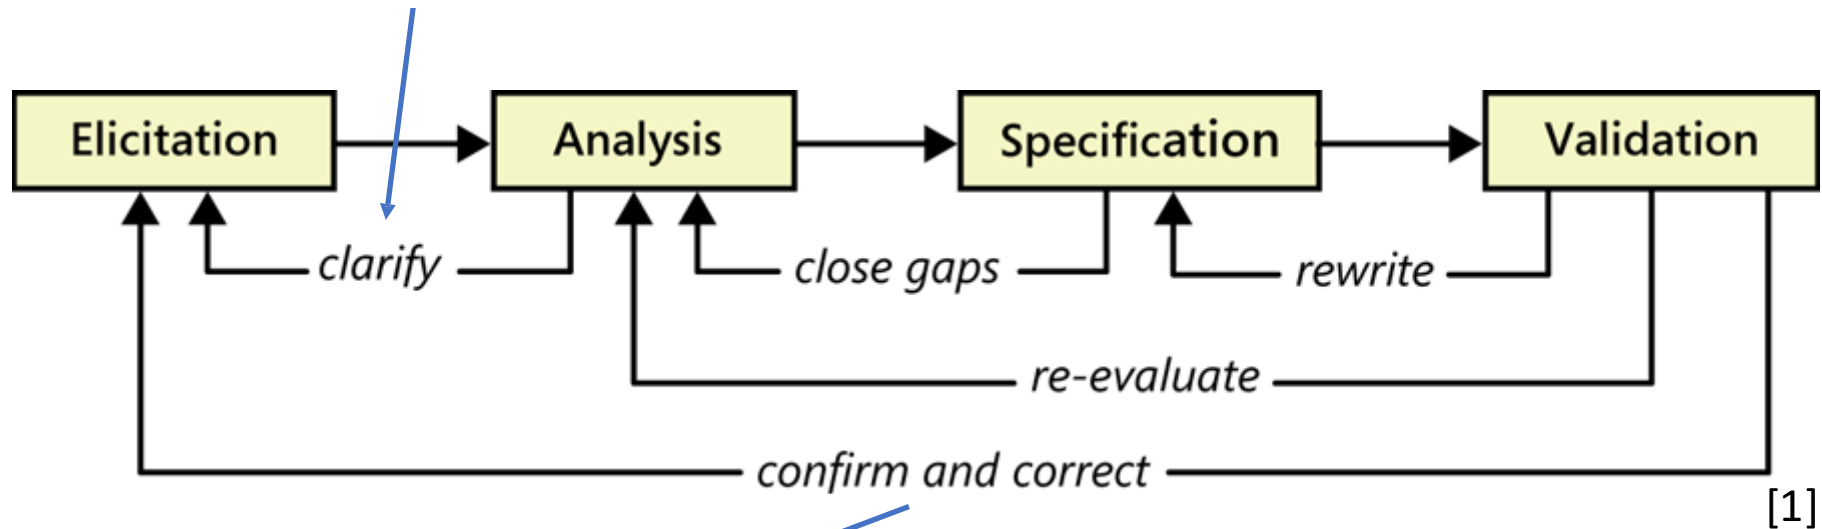 Elicitation Analysis Specification Validation
clarify close gaps rewrite
re-evaluate
confirm and correct
[1]